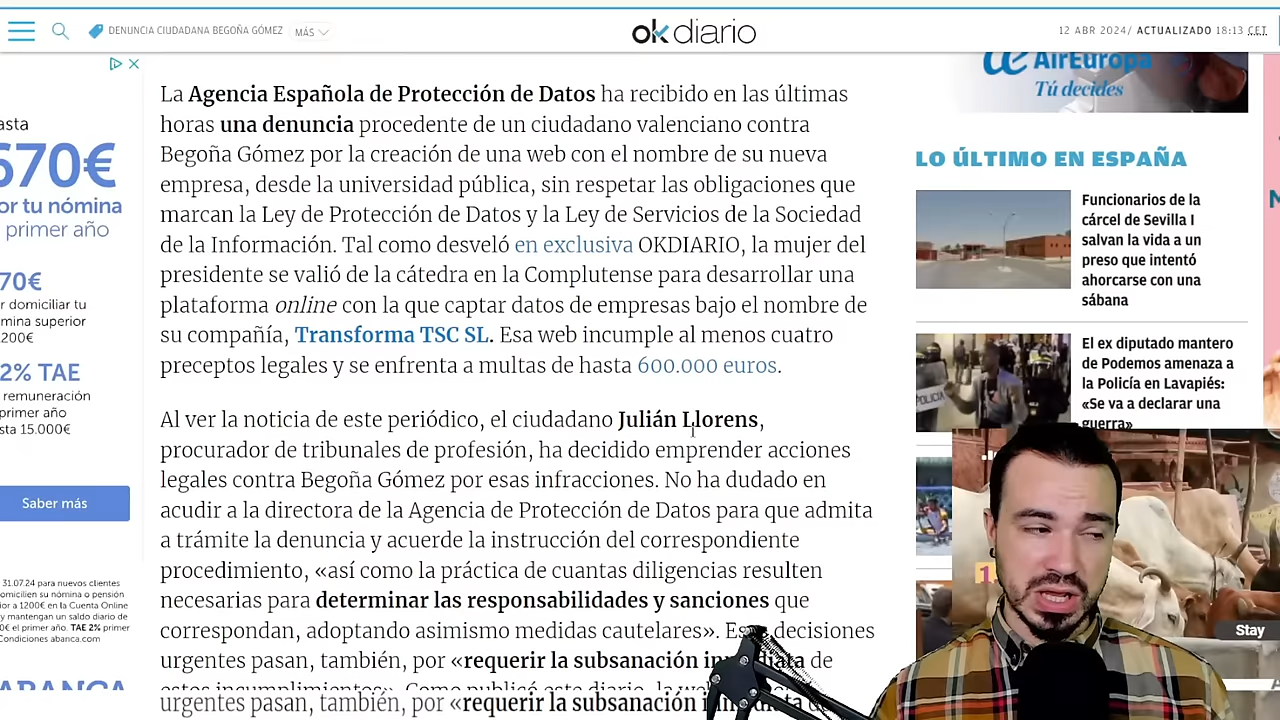 DENUNCIA CIUDADANA BEGOÑA GÓMEZ
MÁS
okdiario
12 ABR 2024/ ACTUALIZADO 18:13 CET
asta
670€
or tu nómina
primer año
70€
r domiciliar tu
mina superior
200€
2% TAE
remuneración
primer año
sta 15.000€
Saber más
31.07.24 para nuevos clientes
omicilien su nómina o pensión
ior a 1200€ en la Cuenta Online
y mantengan un saldo diario de
0€ el primer año. TAE 2% primer
Condiciones abanca.com
ABANCA
La Agencia Española de Protección de Datos ha recibido en las últimas
horas una denuncia procedente de un ciudadano valenciano contra
Begoña Gómez por la creación de una web con el nombre de su nueva
empresa, desde la universidad pública, sin respetar las obligaciones que
marcan la Ley de Protección de Datos y la Ley de Servicios de la Sociedad
de la Información. Tal como desveló en exclusiva OKDIARIO, la mujer del
presidente se valió de la cátedra en la Complutense para desarrollar una
plataforma online con la que captar datos de empresas bajo el nombre de
su compañía, Transforma TSC SL. Esa web incumple al menos cuatro
preceptos legales y se enfrenta a multas de hasta 600.000 euros.
Al ver la noticia de este periódico, el ciudadano Julián Llorens,
procurador de tribunales de profesión, ha decidido emprender acciones
legales contra Begoña Gómez por esas infracciones. No ha dudado en
acudir a la directora de la Agencia de Protección de Datos para que admita
a trámite la denuncia y acuerde la instrucción del correspondiente
procedimiento, «así como la práctica de cuantas diligencias resulten
necesarias para determinar las responsabilidades y sanciones que
correspondan, adoptando asimismo medidas cautelares». Esas decisiones
urgentes pasan, también, por «requerir la subsanación inmediata de
estos incumplimientos». Como publicó este diario, la web
urgentes pasan, también, por «requerir la subsanación inmediata de
AirEuropa
Tú decides
LO ÚLTIMO EN ESPAÑA
Funcionarios de la
cárcel de Sevilla I
salvan la vida a un
preso que intentó
ahorcarse con una
sábana
El ex diputado mantero
de Podemos amenaza a
la Policía en Lavapiés:
«Se va a declarar una
guerra»
POLICIA
Stay